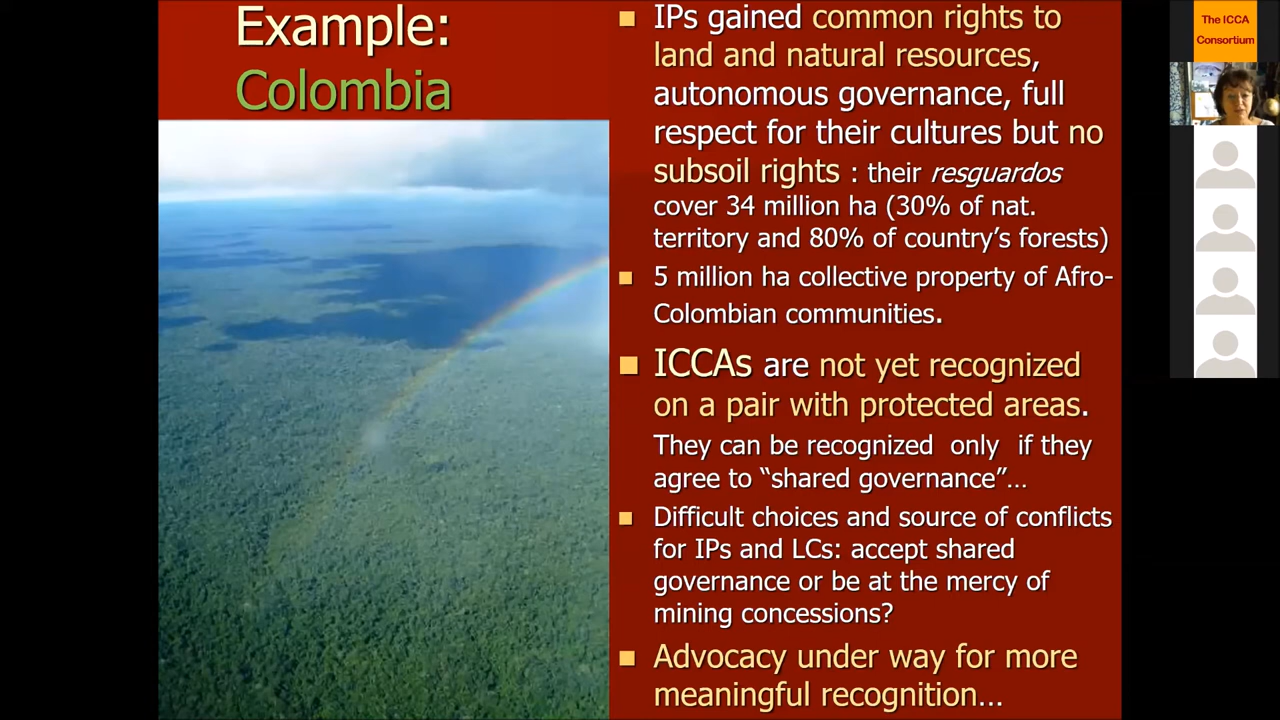 Example:
Colombia
IPs gained common rights to
land and natural resources,
autonomous governance, full
respect for their cultures but no
subsoil rights : their resguardos
cover 34 million ha (30% of nat.
territory and 80% of country's forests)
5 million ha collective property of Afro-
Colombian communities.
ICCAs are not yet recognized
on a pair with protected areas.
They can be recognized only if they
agree to “shared governance”…
Difficult choices and source of conflicts
for IPs and LCs: accept shared
governance or be at the mercy of
mining concessions?
Advocacy under way for more
meaningful recognition…
The ICCA
Consortium